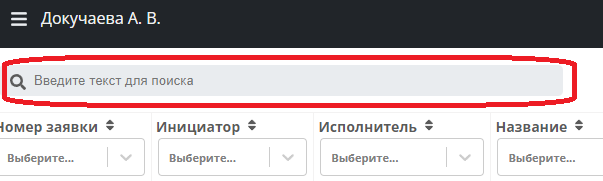 Докучаева А. В.
Введите текст для поиска
Номер заявки Инициатор Исполнитель Название
Выберите... Выберите... Выберите... Выберите...